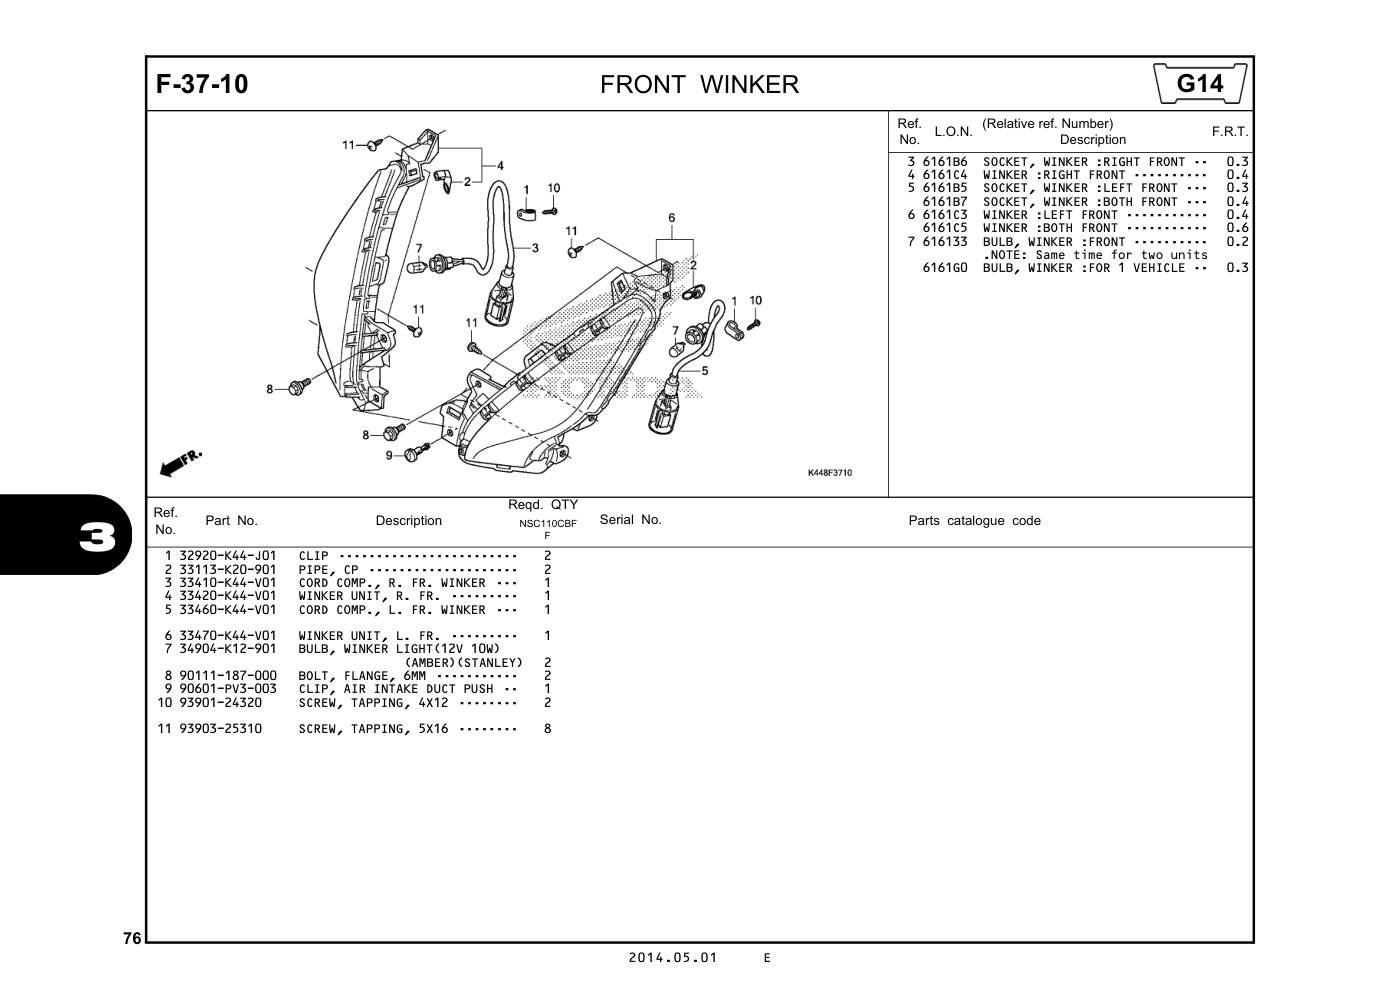 F-37-10 FRONT WINKER G14
11
4
2
1 10
6
11
7
3
2
11
11
1 10
7
5
8
8
9
FR.
HONDA
K448F3710
Ref. No. L.O.N. (Relative ref. Number) Description F.R.T.
3 6161B6 SOCKET, WINKER :RIGHT FRONT -- 0.3
4 6161C4 WINKER :RIGHT FRONT ---------- 0.4
5 6161B5 SOCKET, WINKER :LEFT FRONT --- 0.3
6161B7 SOCKET, WINKER :BOTH FRONT --- 0.4
6 6161C3 WINKER :LEFT FRONT ----------- 0.4
6161C5 WINKER :BOTH FRONT ----------- 0.6
7 616133 BULB, WINKER :FRONT ---------- 0.2
.NOTE: Same time for two units
6161G0 BULB, WINKER :FOR 1 VEHICLE -- 0.3
3
Ref. No. Part No. Description Reqd. QTY Serial No. Parts catalogue code
NSC110CBF
F
1 32920-K44-J01 CLIP ------------------------ 2
2 33113-K20-901 PIPE, CP -------------------- 2
3 33410-K44-V01 CORD COMP., R. FR. WINKER --- 1
4 33420-K44-V01 WINKER UNIT, R. FR. --------- 1
5 33460-K44-V01 CORD COMP., L. FR. WINKER --- 1
6 33470-K44-V01 WINKER UNIT, L. FR. --------- 1
7 34904-K12-901 BULB, WINKER LIGHT(12V 10W)
(AMBER)(STANLEY) 2
8 90111-187-000 BOLT, FLANGE, 6MM ----------- 2
9 90601-PV3-003 CLIP, AIR INTAKE DUCT PUSH -- 1
10 93901-24320 SCREW, TAPPING, 4X12 -------- 2
11 93903-25310 SCREW, TAPPING, 5X16 -------- 8
76
2014.05.01 E